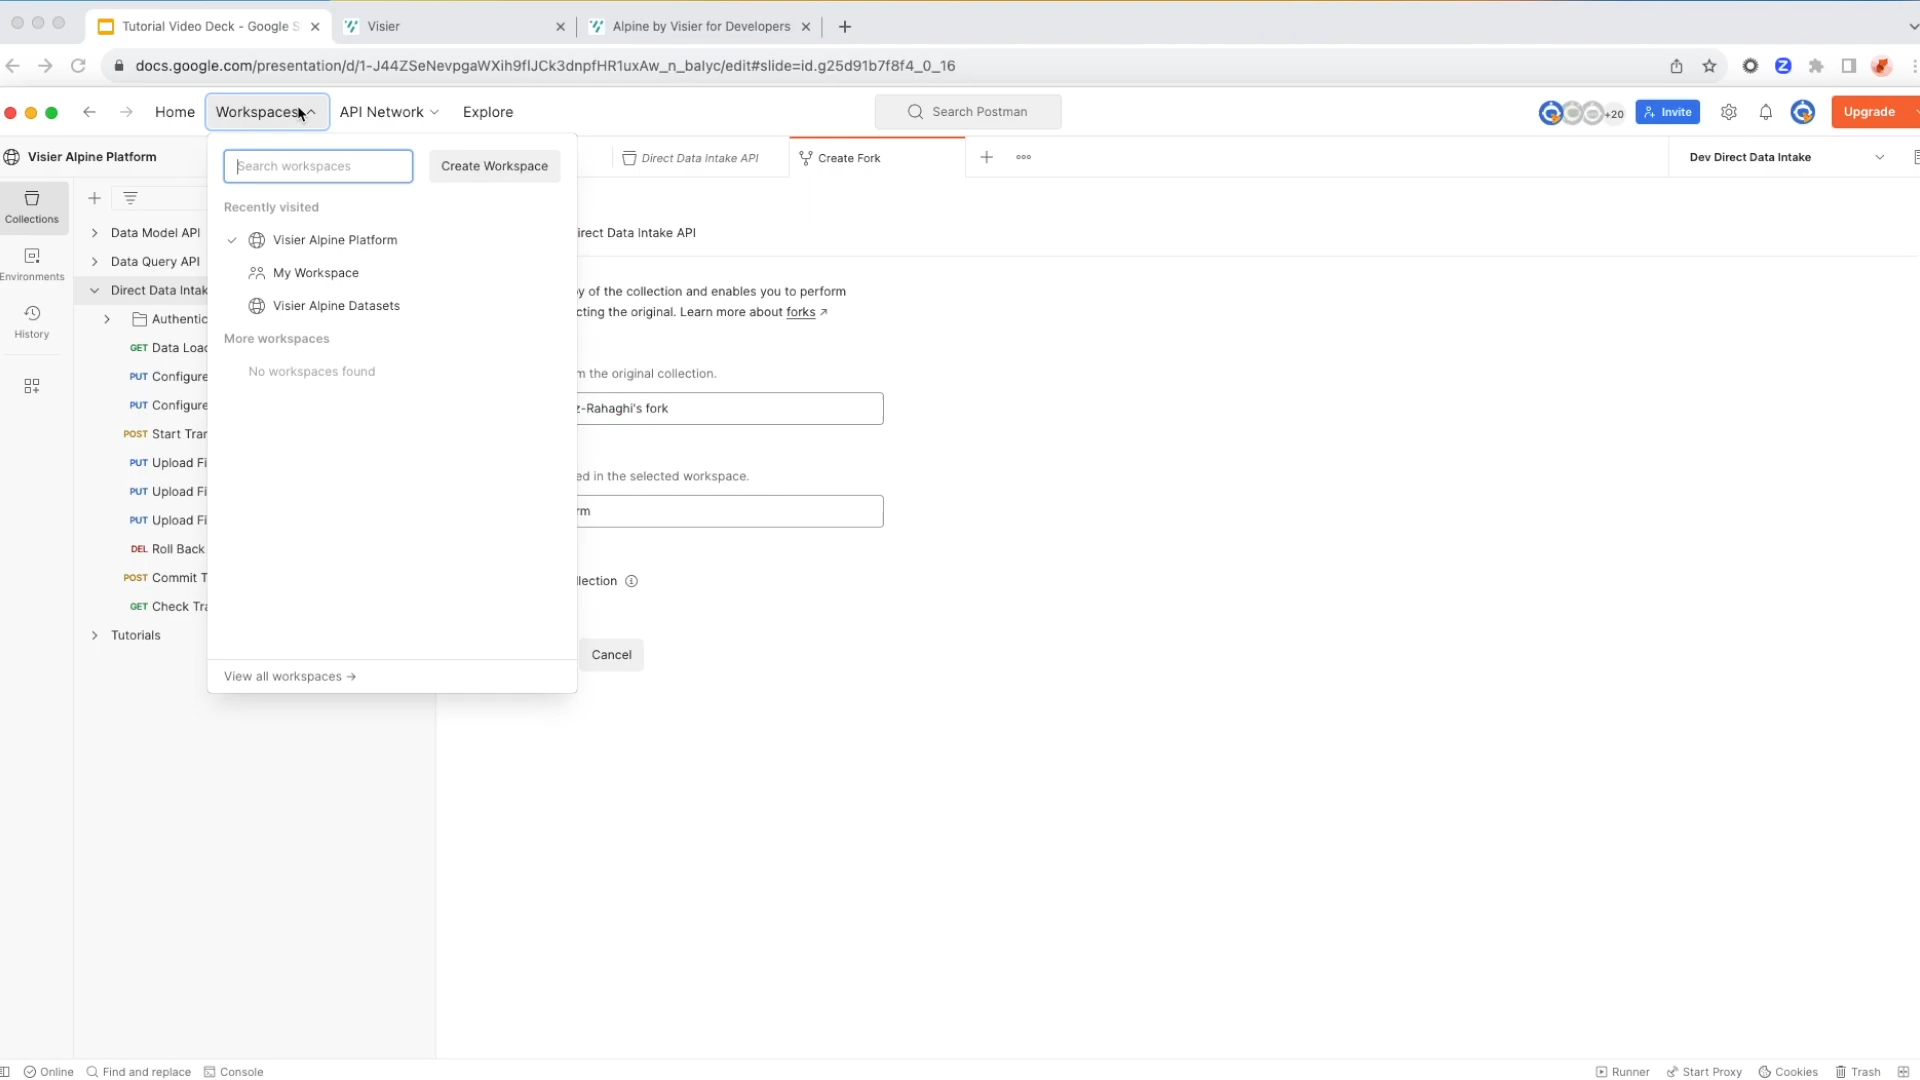 Tutorial Video Deck - Google S
Visier
Alpine by Visier for Developers
docs.google.com/presentation/d/1-J44ZSeNevpgaWXih9flJCk3dnpfHR1uxAw_n_balyc/edit#slide=id.g25d91b7f8f4_0_16
Home
Workspaces
API Network
Explore
Search Postman
+20
Invite
Upgrade
Visier Alpine Platform
Search workspaces
Create Workspace
Direct Data Intake API
Create Fork
Dev Direct Data Intake
Collections
Environments
History
Data Model API
Data Query API
Direct Data Intak
Authentic
GET Data Loac
PUT Configure
PUT Configure
POST Start Tran
PUT Upload Fi
PUT Upload Fi
PUT Upload Fi
DEL Roll Back
POST Commit T
GET Check Tra
Tutorials
Recently visited
Visier Alpine Platform
My Workspace
Visier Alpine Datasets
More workspaces
No workspaces found
View all workspaces →
irect Data Intake API
y of the collection and enables you to perform
cting the original. Learn more about forks ↗
m the original collection.
z-Rahaghi's fork
ed in the selected workspace.
rm
llection
Cancel
Online
Find and replace
Console
Runner
Start Proxy
Cookies
Trash